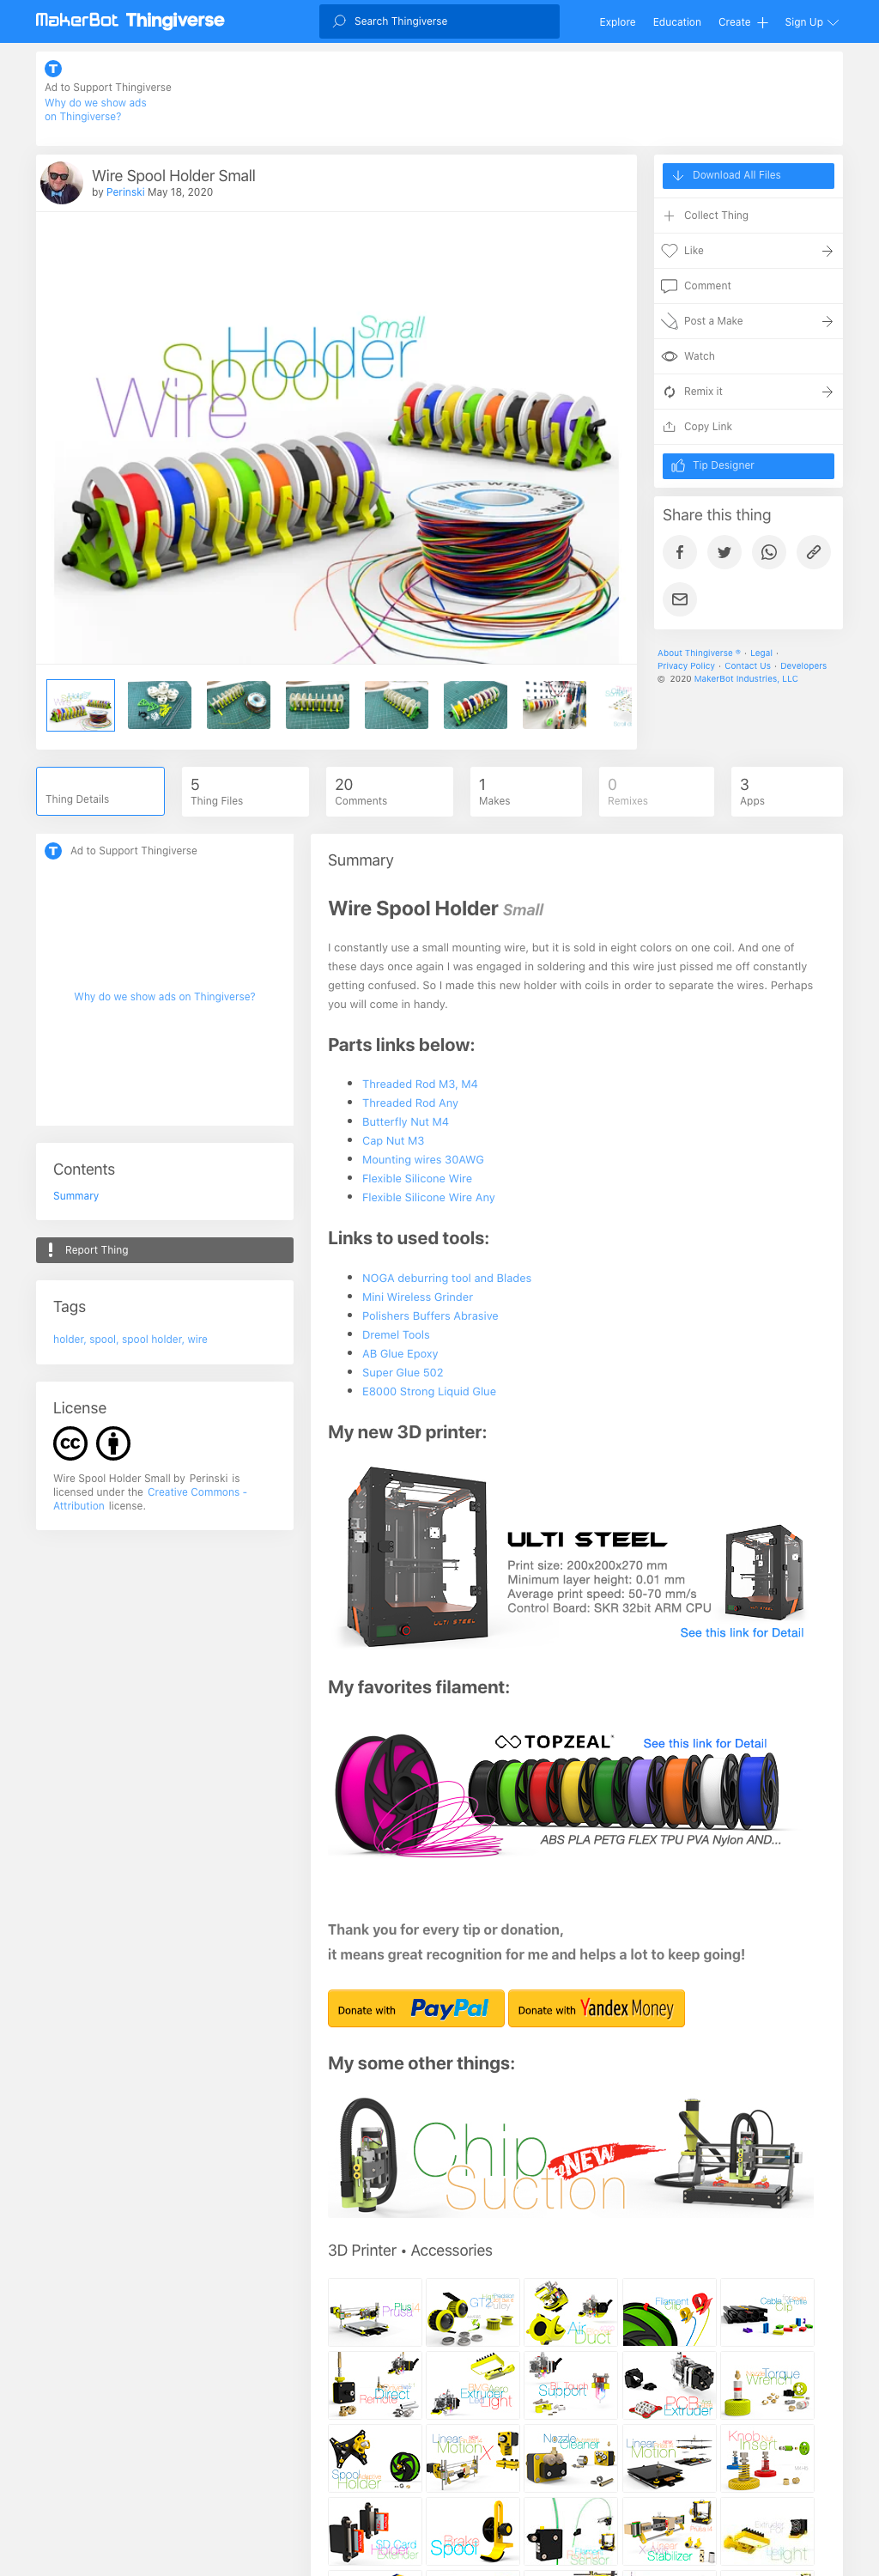 MakerBot Thingiverse
Search Thingiverse
Explore
Education
Create
Sign Up
Ad to Support Thingiverse
Why do we show ads
on Thingiverse?
Wire Spool Holder Small
by Perinski May 18, 2020
Wire Spool Holder Small
Download All Files
Collect Thing
Like
Comment
Post a Make
Watch
Remix it
Copy Link
Tip Designer
Share this thing
About Thingiverse ® · Legal ·
Privacy Policy · Contact Us · Developers
© 2020 MakerBot Industries, LLC
Thing Details
5
Thing Files
20
Comments
1
Makes
0
Remixes
3
Apps
Ad to Support Thingiverse
Why do we show ads on Thingiverse?
Contents
Summary
Report Thing
Tags
holder, spool, spool holder, wire
License
Wire Spool Holder Small by Perinski is
licensed under the Creative Commons -
Attribution license.
Summary
Wire Spool Holder Small
I constantly use a small mounting wire, but it is sold in eight colors on one coil. And one of
these days once again I was engaged in soldering and this wire just pissed me off constantly
getting confused. So I made this new holder with coils in order to separate the wires. Perhaps
you will come in handy.
Parts links below:
Threaded Rod M3, M4
Threaded Rod Any
Butterfly Nut M4
Cap Nut M3
Mounting wires 30AWG
Flexible Silicone Wire
Flexible Silicone Wire Any
Links to used tools:
NOGA deburring tool and Blades
Mini Wireless Grinder
Polishers Buffers Abrasive
Dremel Tools
AB Glue Epoxy
Super Glue 502
E8000 Strong Liquid Glue
My new 3D printer:
ULTI STEEL
Print size: 200x200x270 mm
Minimum layer height: 0.01 mm
Average print speed: 50-70 mm/s
Control Board: SKR 32bit ARM CPU
See this link for Detail
My favorites filament:
TOPZEAL
See this link for Detail
ABS PLA PETG FLEX TPU PVA Nylon AND...
Thank you for every tip or donation,
it means great recognition for me and helps a lot to keep going!
Donate with PayPal
Donate with Yandex Money
My some other things:
Chip Suction
NEW
3D Printer • Accessories
Plus
Prusa
GT2
Air Duct
Filament Clip
Cable Clip
Direct
Remote
Extruder
Light
Support
Touch
PCB
Extruder
Torque Wrench
Spool Holder
Linear Motion X
Nozzle Cleaner
Linear Motion
Knob Insert
SD Card
Extender
Holder
Brake Spool
Filament Sensor
Stabilizer
Light